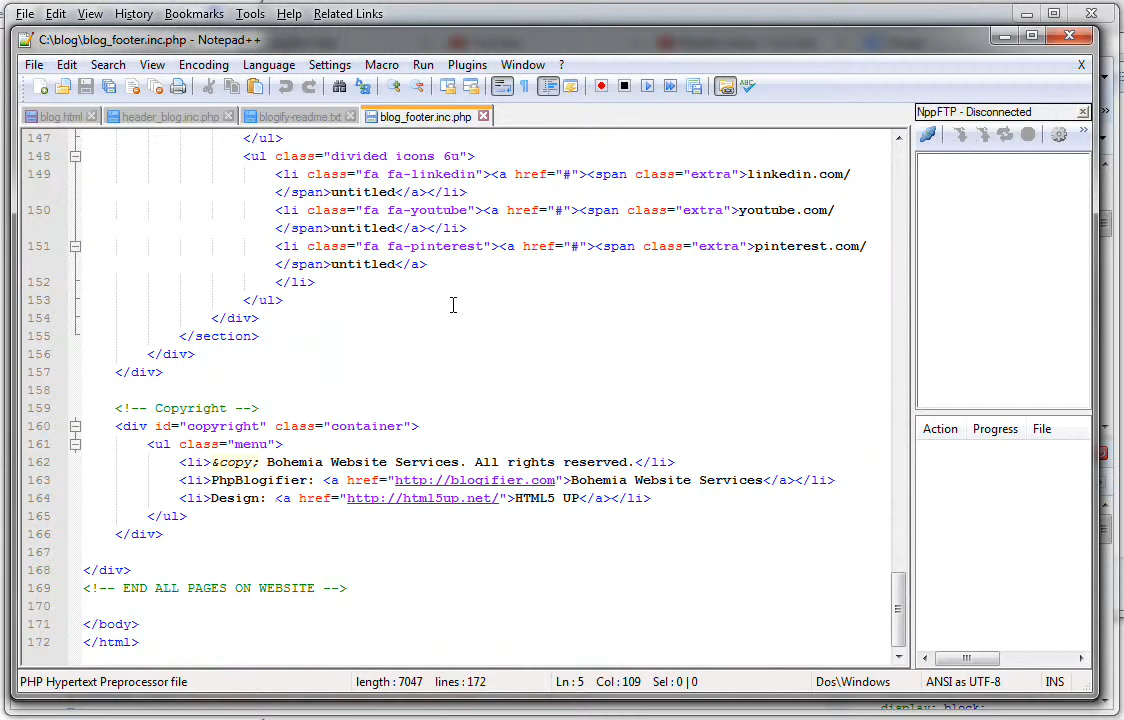 File Edit View History Bookmarks Tools Help Related Links
C:\blog\blog_footer.inc.php - Notepad++
File Edit Search View Encoding Language Settings Macro Run Plugins Window ? X
blog.html header_blog.inc.php blogify-readme.txt blog_footer.inc.php
NppFTP - Disconnected
147 </ul>
148 <ul class="divided icons 6u">
149 <li class="fa fa-linkedin"><a href="#"><span class="extra">linkedin.com/
</span>untitled</a></li>
150 <li class="fa fa-youtube"><a href="#"><span class="extra">youtube.com/
</span>untitled</a></li>
151 <li class="fa fa-pinterest"><a href="#"><span class="extra">pinterest.com/
</span>untitled</a>
152 </li>
153 </ul>
154 </div>
155 </section>
156 </div>
157 </div>
158
159 <!-- Copyright -->
160 <div id="copyright" class="container">
161 <ul class="menu">
162 <li>&copy; Bohemia Website Services. All rights reserved.</li>
163 <li>PhpBlogifier: <a href="http://blogifier.com">Bohemia Website Services</a></li>
164 <li>Design: <a href="http://html5up.net/">HTML5 UP</a></li>
165 </ul>
166 </div>
167
168 </div>
169 <!-- END ALL PAGES ON WEBSITE -->
170
171 </body>
172 </html>
Action Progress File
PHP Hypertext Preprocessor file length : 7047 lines : 172 Ln : 5 Col : 109 Sel : 0 | 0 Dos\Windows ANSI as UTF-8 INS
display: block;